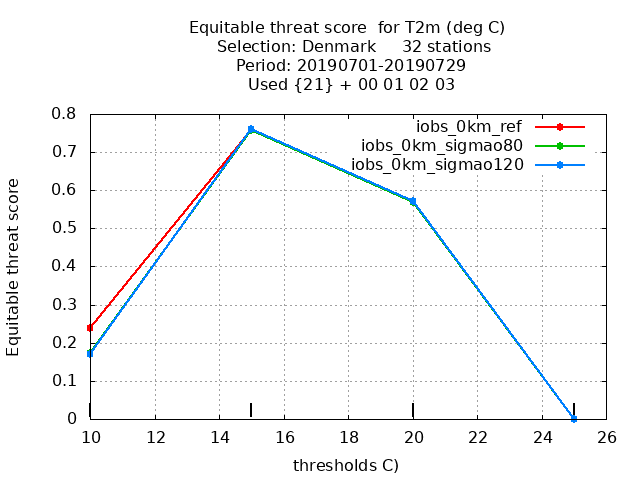 Equitable threat score  for T2m (deg C)
Selection: Denmark     32 stations
Period: 20190701-20190729
Used {21} + 00 01 02 03
iobs_0km_ref
iobs_0km_sigmao80
iobs_0km_sigmao120
Equitable threat score
0.8
0.7
0.6
0.5
0.4
0.3
0.2
0.1
0
10 12 14 16 18 20 22 24 26
thresholds C)